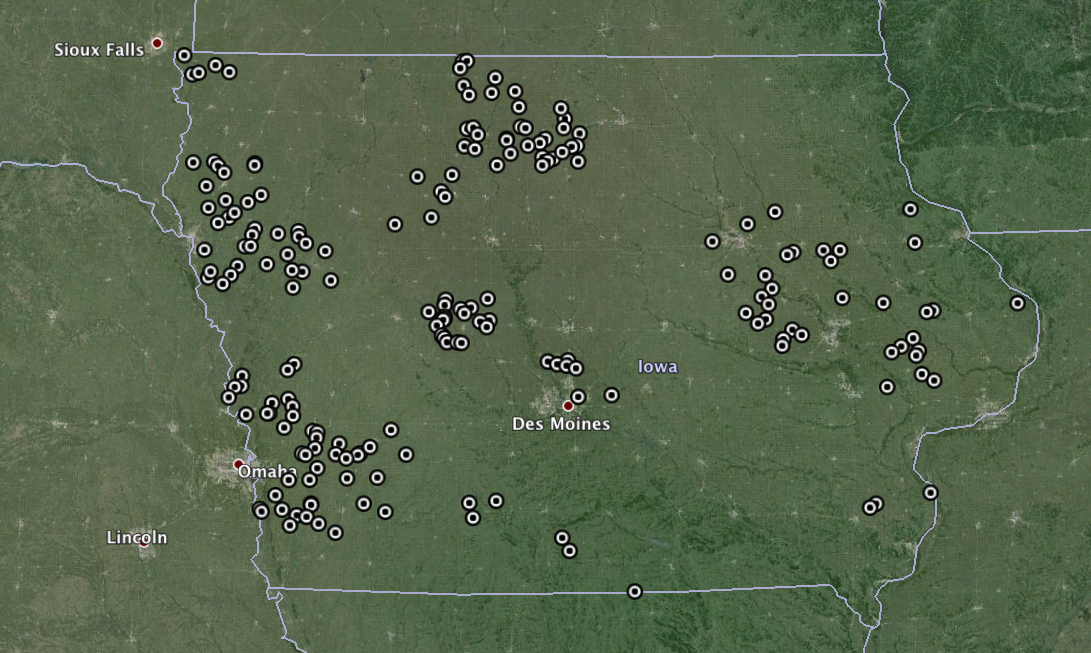 Sioux Falls
Iowa
Des Moines
Omaha
Lincoln